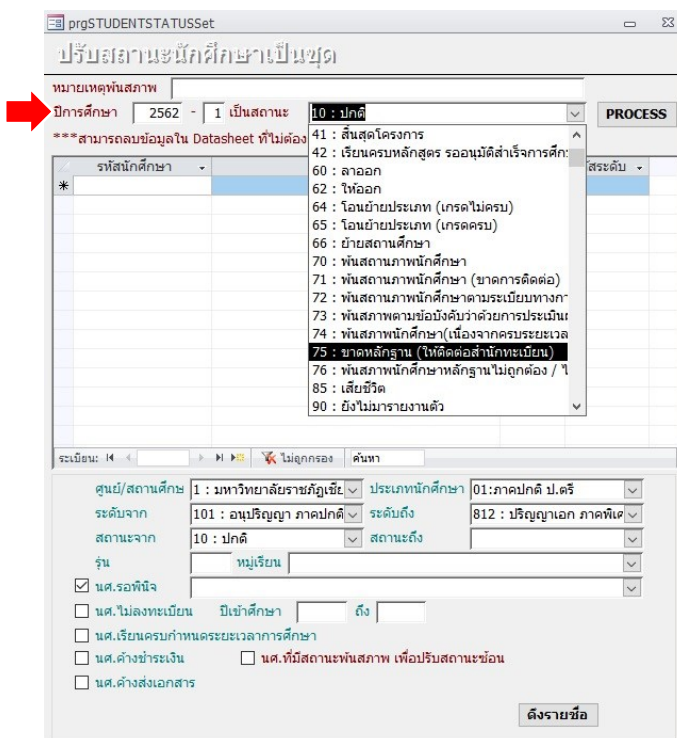 prgSTUDENTSTATUSSet
ปรับสถานะนักศึกษาเป็นชุด
หมายเหตุพ้นสภาพ
ปีการศึกษา 2562 - 1 เป็นสถานะ 10 : ปกติ PROCESS
***สามารถลบข้อมูลใน Datasheet ที่ไม่ต้อง
41 : สิ้นสุดโครงการ
42 : เรียนครบหลักสูตร รออนุมัติสำเร็จการศึก
รหัสนักศึกษา
60 : ลาออก
ัสระดับ
62 : ให้ออก
64 : โอนย้ายประเภท (เกรดไม่ครบ)
65 : โอนย้ายประเภท (เกรดครบ)
66 : ย้ายสถานศึกษา
70 : พ้นสถานภาพนักศึกษา
71 : พ้นสถานภาพนักศึกษา (ขาดการติดต่อ)
72 : พ้นสถานภาพนักศึกษาตามระเบียบทางกา
73 : พ้นสภาพตามข้อบังคับว่าด้วยการประเมิน
74 : พ้นสภาพนักศึกษา(เนื่องจากครบระยะเวล
75 : ขาดหลักฐาน (ให้ติดต่อสำนักทะเบียน)
76 : พ้นสภาพนักศึกษาหลักฐานไม่ถูกต้อง / ไ
85 : เสียชีวิต
90 : ยังไม่มารายงานตัว
ระเบียน: ไม่ถูกกรอง ค้นหา
ศูนย์/สถานศึกษ 1 : มหาวิทยาลัยราชภัฏเชีย ประเภทนักศึกษา 01:ภาคปกติ ป.ตรี
ระดับจาก 101 : อนุปริญญา ภาคปกติ ระดับถึง 812 : ปริญญาเอก ภาคพิเศ
สถานะจาก 10 : ปกติ สถานะถึง
รุ่น หมู่เรียน
นศ.รอพินิจ
นศ.ไม่ลงทะเบียน ปีเข้าศึกษา ถึง
นศ.เรียนครบกำหนดระยะเวลาการศึกษา
นศ.ค้างชำระเงิน นศ.ที่มีสถานะพ้นสภาพ เพื่อปรับสถานะซ้อน
นศ.ค้างส่งเอกสาร
ดึงรายชื่อ